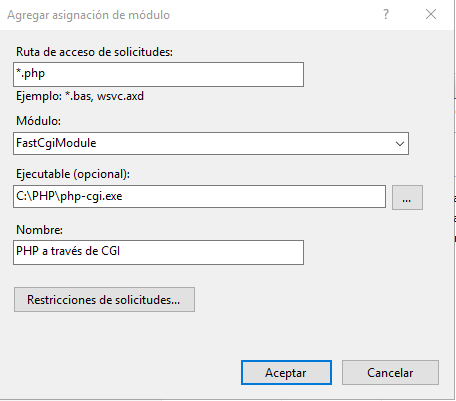 Agregar asignación de módulo
?
Ruta de acceso de solicitudes:
*.php
Ejemplo: *.bas, wsvc.axd
Módulo:
FastCgiModule
Ejecutable (opcional):
C:\PHP\php-cgi.exe
...
Nombre:
PHP a través de CGI
Restricciones de solicitudes...
Aceptar Cancelar